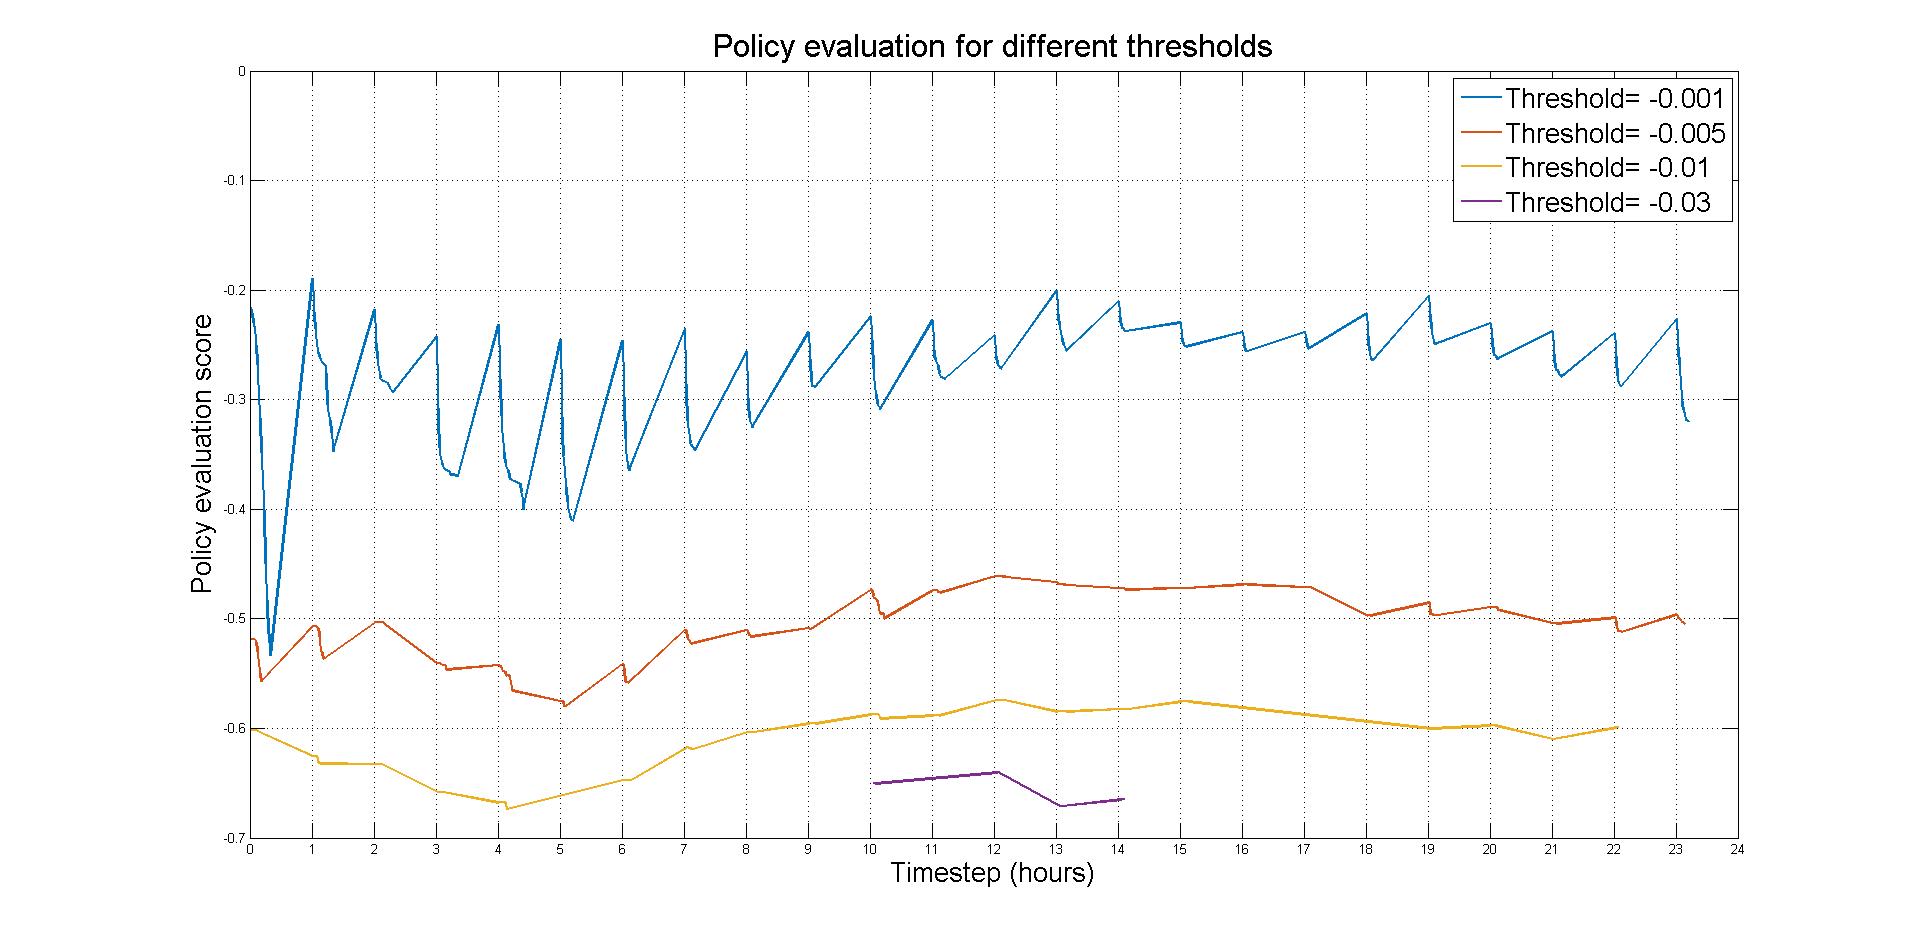 Policy evaluation for different thresholds
Threshold= -0.001
Threshold= -0.005
Threshold= -0.01
Threshold= -0.03
Policy evaluation score
0
-0.1
-0.2
-0.3
-0.4
-0.5
-0.6
-0.7
0 1 2 3 4 5 6 7 8 9 10 11 12 13 14 15 16 17 18 19 20 21 22 23 24
Timestep (hours)